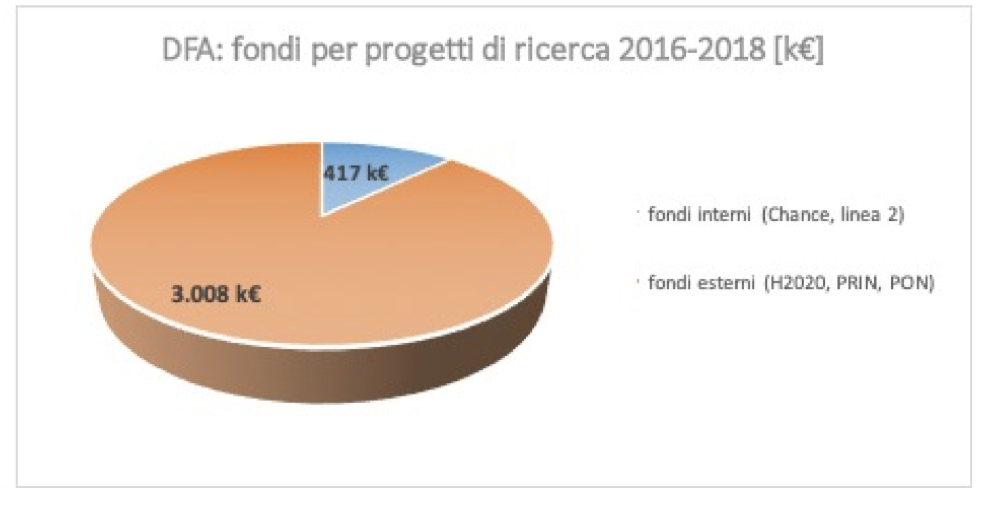 DFA: fondi per progetti di ricerca 2016-2018 [k€]
417 k€
3.008 k€
fondi interni (Chance, linea 2)
fondi esterni (H2020, PRIN, PON)